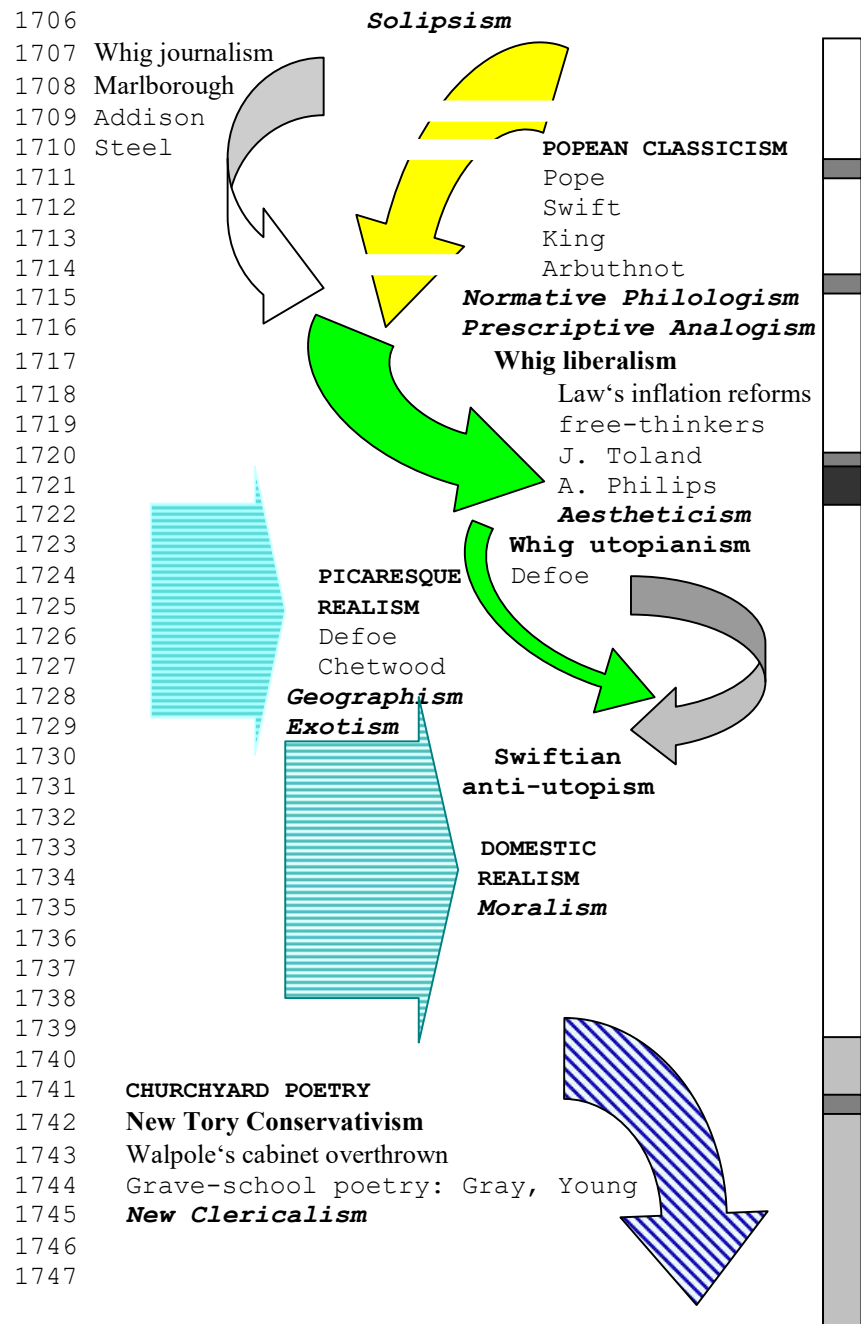 1706 Solipsism
1707 Whig journalism
1708 Marlborough
1709 Addison
1710 Steel POPEAN CLASSICISM
1711 Pope
1712 Swift
1713 King
1714 Arbuthnot
1715 Normative Philologism
1716 Prescriptive Analogism
1717 Whig liberalism
1718 Law‘s inflation reforms
1719 free-thinkers
1720 J. Toland
1721 A. Philips
1722 Aestheticism
1723 Whig utopianism
1724 PICARESQUE Defoe
1725 REALISM
1726 Defoe
1727 Chetwood
1728 Geographism
1729 Exotism
1730 Swiftian
1731 anti-utopism
1732
1733 DOMESTIC
1734 REALISM
1735 Moralism
1736
1737
1738
1739
1740
1741 CHURCHYARD POETRY
1742 New Tory Conservativism
1743 Walpole‘s cabinet overthrown
1744 Grave-school poetry: Gray, Young
1745 New Clericalism
1746
1747